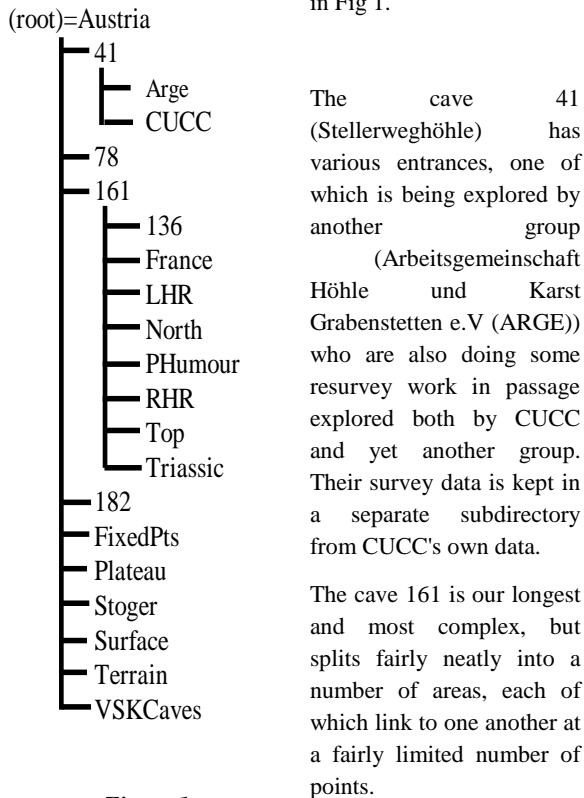 (root)=Austria
41
Arge
CUCC
78
161
136
France
LHR
North
PHumour
RHR
Top
Triassic
182
FixedPts
Plateau
Stoger
Surface
Terrain
VSKCaves
in Fig 1.
The cave 41
(Stellerweghöhle) has
various entrances, one of
which is being explored by
another group
(Arbeitsgemeinschaft
Höhle und Karst
Grabenstetten e.V (ARGE))
who are also doing some
resurvey work in passage
explored both by CUCC
and yet another group.
Their survey data is kept in
a separate subdirectory
from CUCC's own data.
The cave 161 is our longest
and most complex, but
splits fairly neatly into a
number of areas, each of
which link to one another at
a fairly limited number of
points.